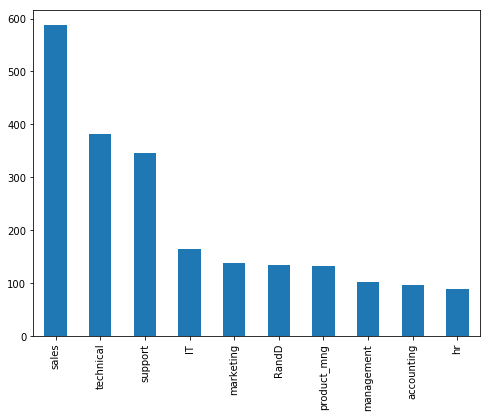 600
500
400
300
200
100
0
sales
technical
support
IT
marketing
RandD
product_mng
management
accounting
hr